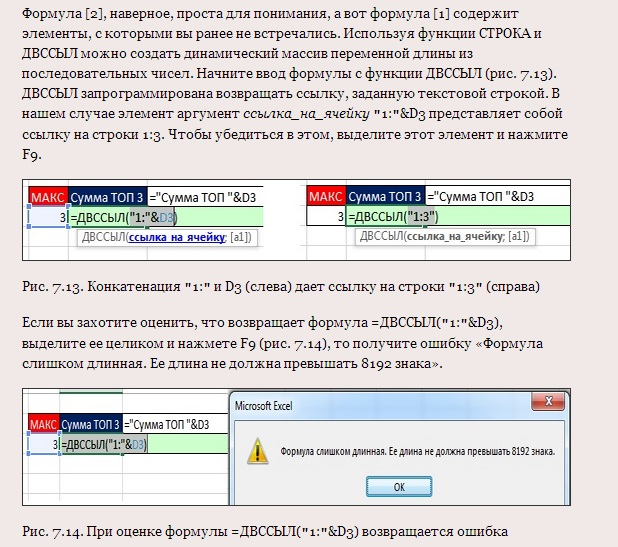 Формула [2], наверное, проста для понимания, а вот формула [1] содержит
элементы, с которыми вы ранее не встречались. Используя функции СТРОКА и
ДВССЫЛ можно создать динамический массив переменной длины из
последовательных чисел. Начните ввод формулы с функции ДВССЫЛ (рис. 7.13).
ДВССЫЛ запрограммирована возвращать ссылку, заданную текстовой строкой. В
нашем случае элемент аргумент ссылка_на_ячейку "1:"&D3 представляет собой
ссылку на строки 1:3. Чтобы убедиться в этом, выделите этот элемент и нажмите
F9.
МАКС Сумма ТОП 3 ="Сумма ТОП "&D3
3 =ДВССЫЛ("1:"&D3)
ДВССЫЛ(ссылка_на_ячейку; [a1])
МАКС Сумма ТОП 3 ="Сумма ТОП "&D3
3 =ДВССЫЛ("1:3")
ДВССЫЛ(ссылка_на_ячейку; [a1])
Рис. 7.13. Конкатенация "1:" и D3 (слева) дает ссылку на строки "1:3" (справа)
Если вы захотите оценить, что возвращает формула =ДВССЫЛ("1:"&D3),
выделите ее целиком и нажмете F9 (рис. 7.14), то получите ошибку «Формула
слишком длинная. Ее длина не должна превышать 8192 знака».
МАКС Сумма ТОП 3 ="Сумма ТОП "&D3
3 =ДВССЫЛ("1:"&D3)
Microsoft Excel
Формула слишком длинная. Ее длина не должна превышать 8192 знака.
ОК
Рис. 7.14. При оценке формулы =ДВССЫЛ("1:"&D3) возвращается ошибка